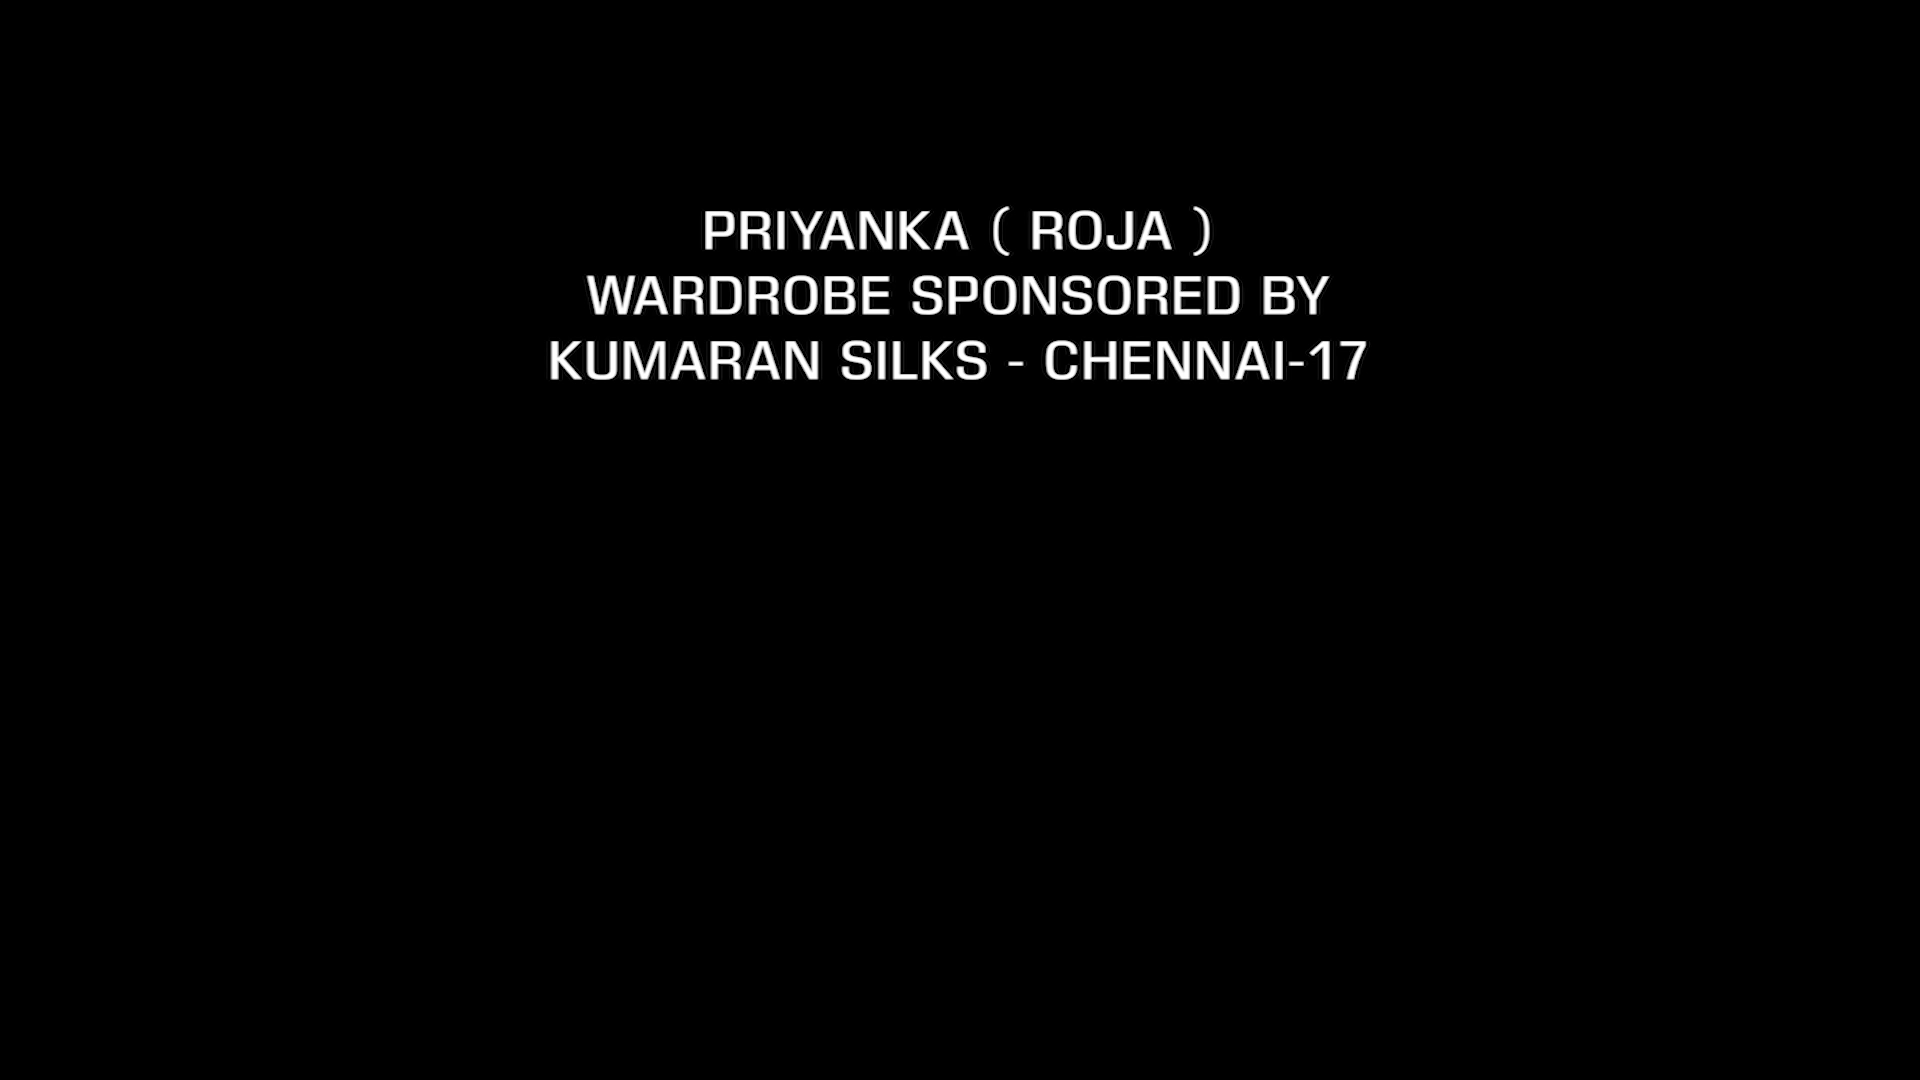 PRIYANKA ( ROJA )
WARDROBE SPONSORED BY
KUMARAN SILKS - CHENNAI-17